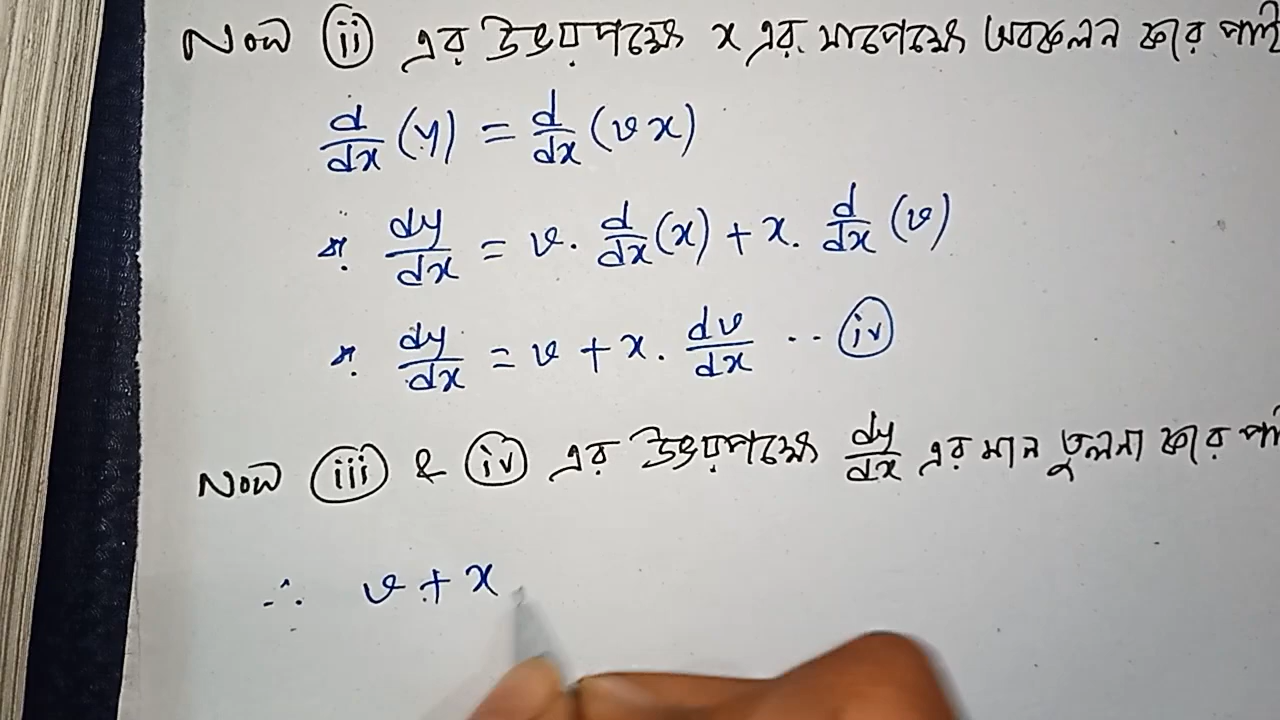 Now (ii) এর উভয়পক্ষে x এর সাপেক্ষে অবকলন করে পাই
d/dx (y) = d/dx (vx)
বা, dy/dx = v. d/dx (x) + x. d/dx (v)
বা, dy/dx = v + x. dv/dx .. (iv)
Now (iii) & (iv) এর উভয়পক্ষে dy/dx এর মান তুলনা করে
∴ v + x